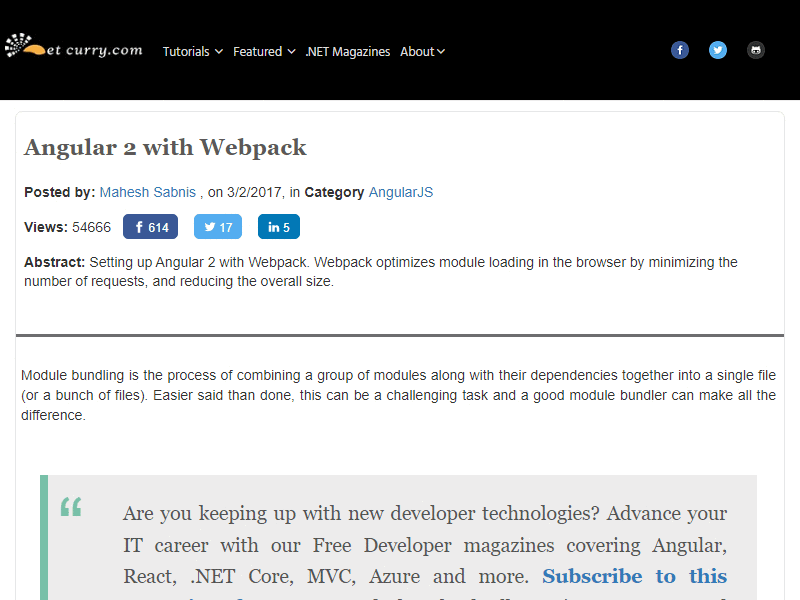 et curry.com
Tutorials Featured .NET Magazines About
Angular 2 with Webpack
Posted by: Mahesh Sabnis , on 3/2/2017, in Category AngularJS
Views: 54666 614 17 5
Abstract: Setting up Angular 2 with Webpack. Webpack optimizes module loading in the browser by minimizing the
number of requests, and reducing the overall size.
Module bundling is the process of combining a group of modules along with their dependencies together into a single file
(or a bunch of files). Easier said than done, this can be a challenging task and a good module bundler can make all the
difference.
“
Are you keeping up with new developer technologies? Advance your
IT career with our Free Developer magazines covering Angular,
React, .NET Core, MVC, Azure and more. Subscribe to this